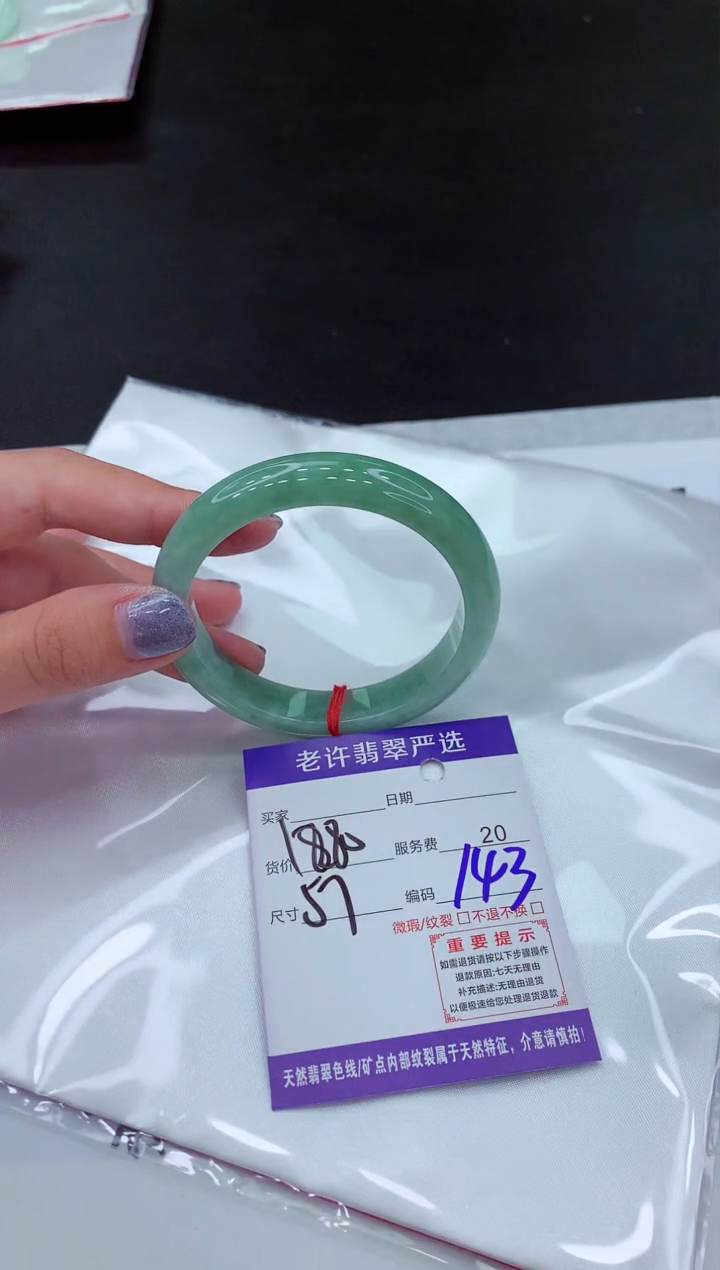 老许翡翠严选
买家 日期
货价 1880 服务费 20
尺寸 57 编码 143
微瑕/纹裂 □不退不换 □
重要提示
如需退货请按以下步骤操作
退款原因:七天无理由
补充描述:无理由退货
以便极速给您处理退货退款
天然翡翠色线/矿点内部纹裂属于天然特征，介意请慎拍!